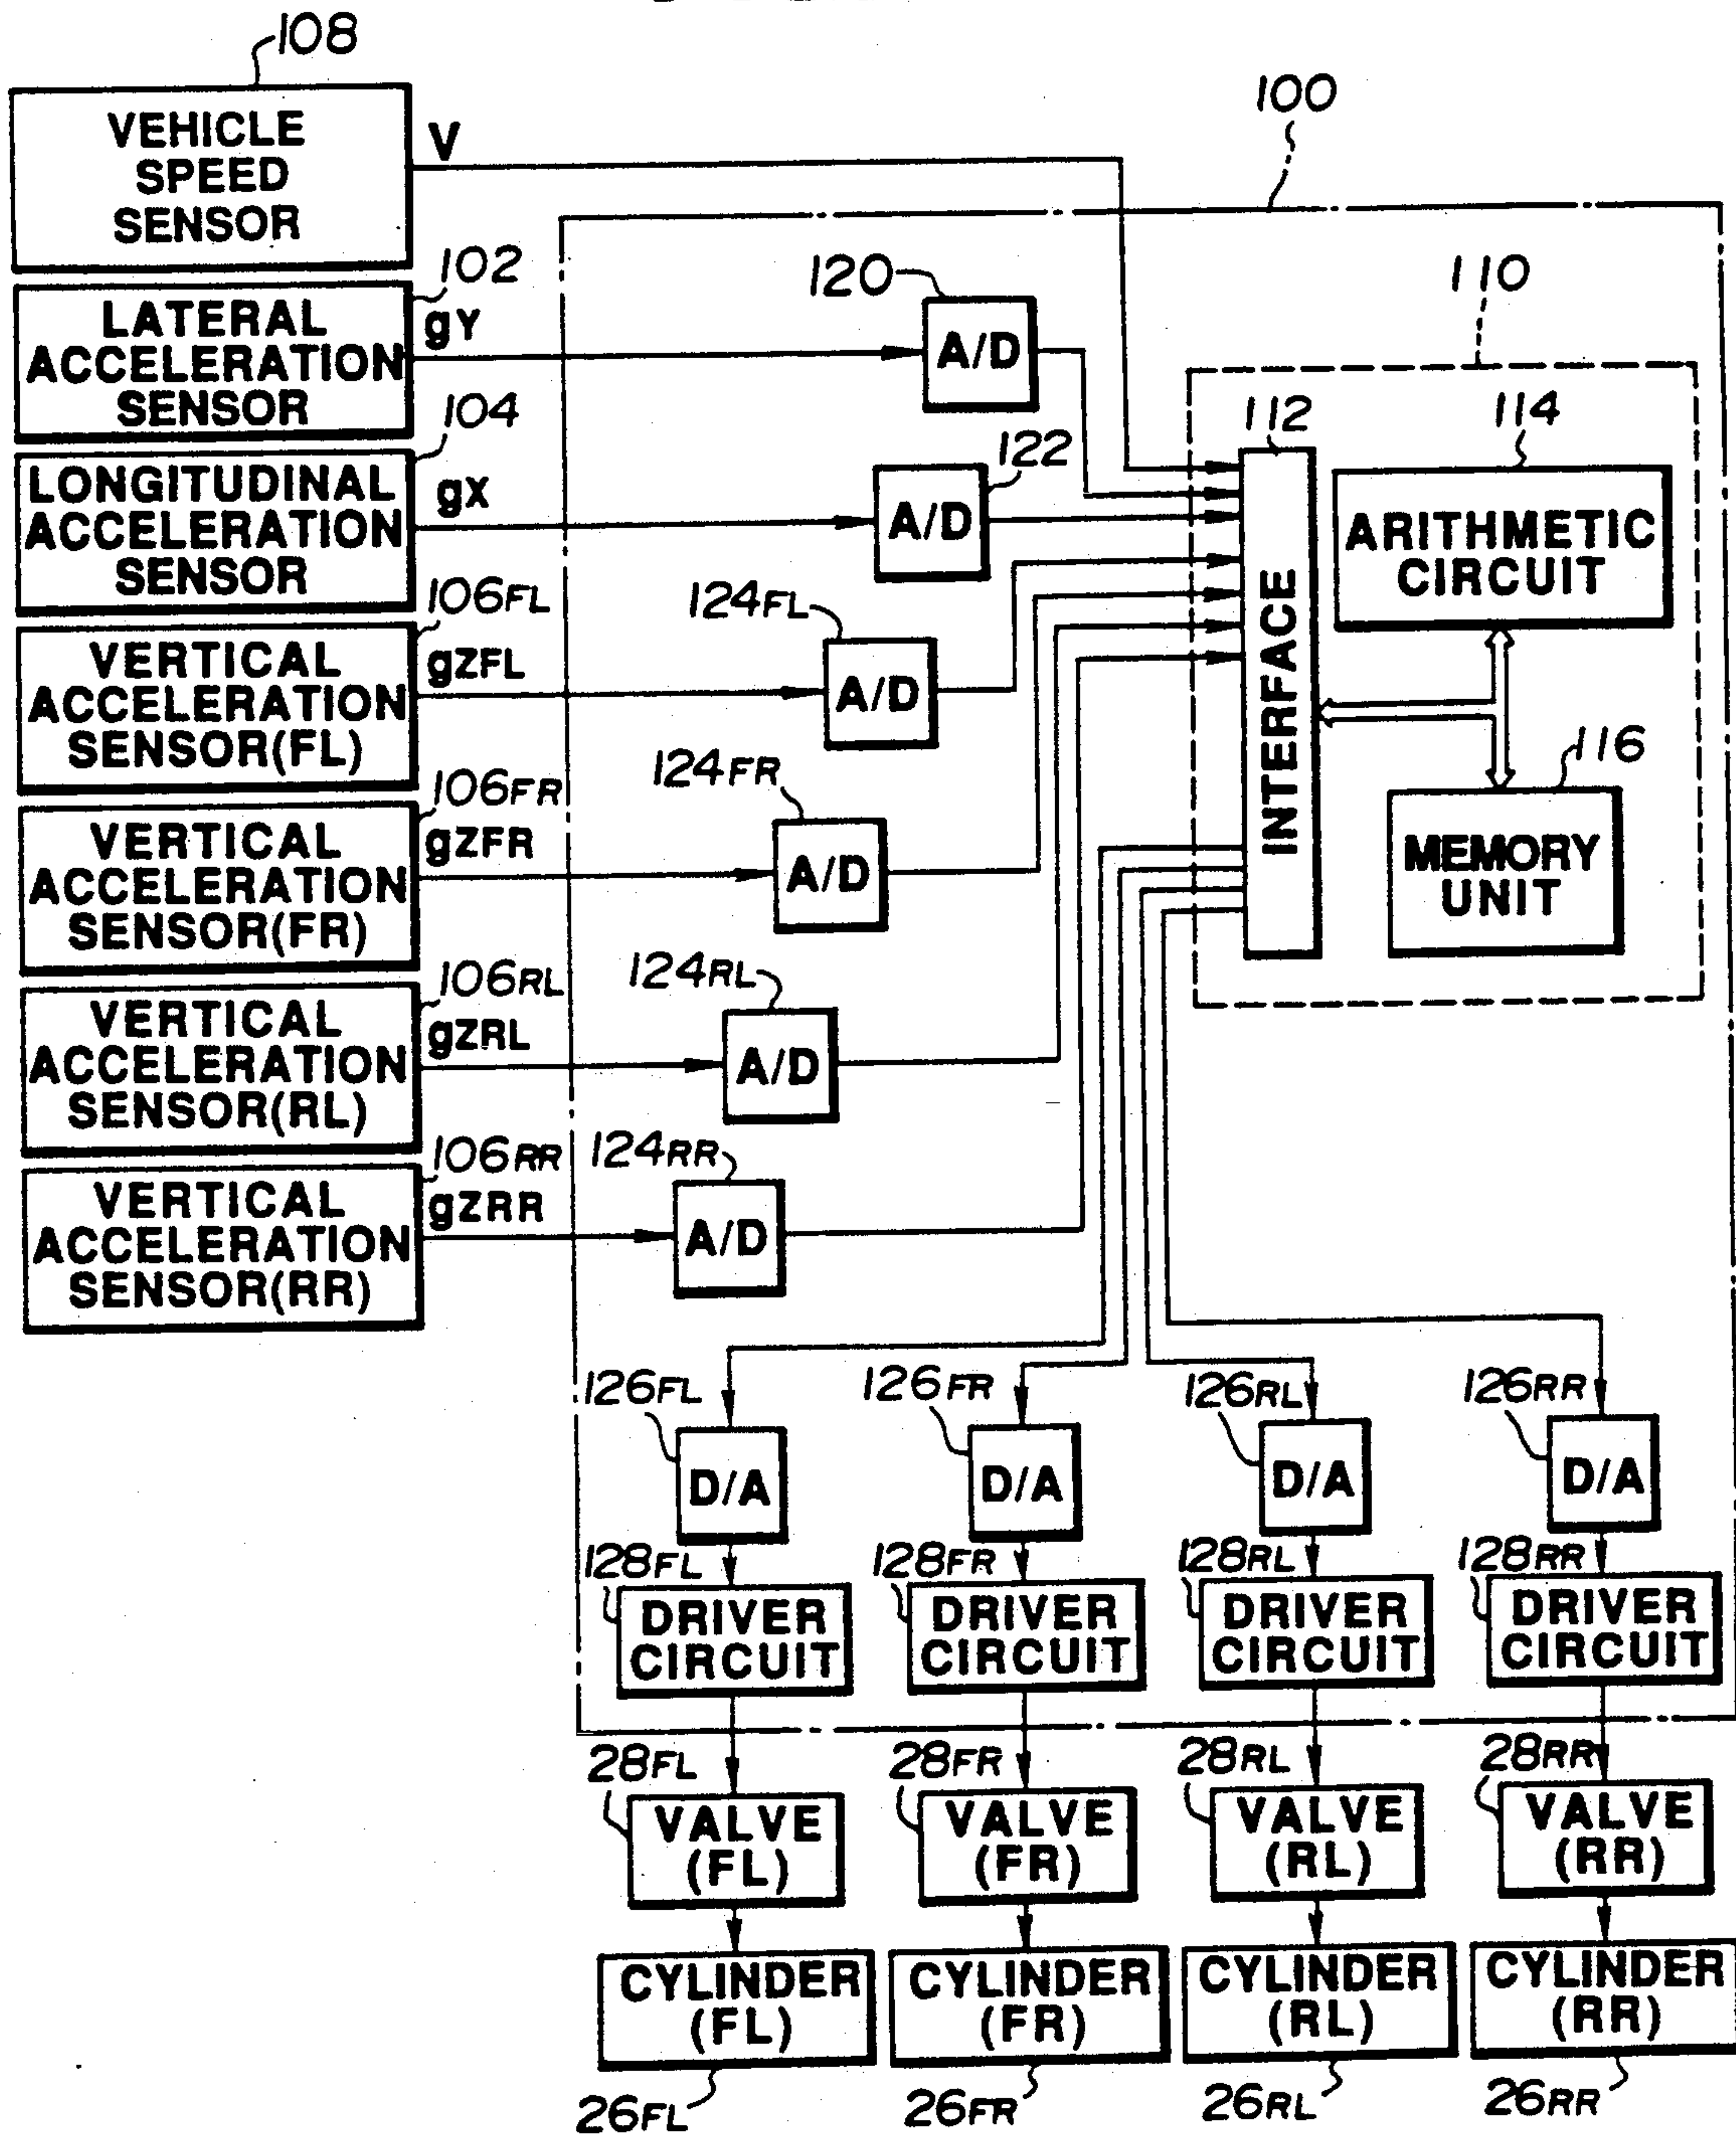 108
VEHICLE
SPEED
SENSOR
V
100
102
LATERAL
ACCELERATION
SENSOR
gY
120
A/D
110
104
LONGITUDINAL
ACCELERATION
SENSOR
gX
122
A/D
112
INTERFACE
114
ARITHMETIC
CIRCUIT
116
MEMORY
UNIT
106FL
VERTICAL
ACCELERATION
SENSOR(FL)
gZFL
124FL
A/D
106FR
VERTICAL
ACCELERATION
SENSOR(FR)
gZFR
124FR
A/D
106RL
VERTICAL
ACCELERATION
SENSOR(RL)
gZRL
124RL
A/D
106RR
VERTICAL
ACCELERATION
SENSOR(RR)
gZRR
124RR
A/D
126FL
D/A
126FR
D/A
126RL
D/A
126RR
D/A
128FL
DRIVER
CIRCUIT
128FR
DRIVER
CIRCUIT
128RL
DRIVER
CIRCUIT
128RR
DRIVER
CIRCUIT
28FL
VALVE
(FL)
28FR
VALVE
(FR)
28RL
VALVE
(RL)
28RR
VALVE
(RR)
CYLINDER
(FL)
CYLINDER
(FR)
CYLINDER
(RL)
CYLINDER
(RR)
26FL
26FR
26RL
26RR